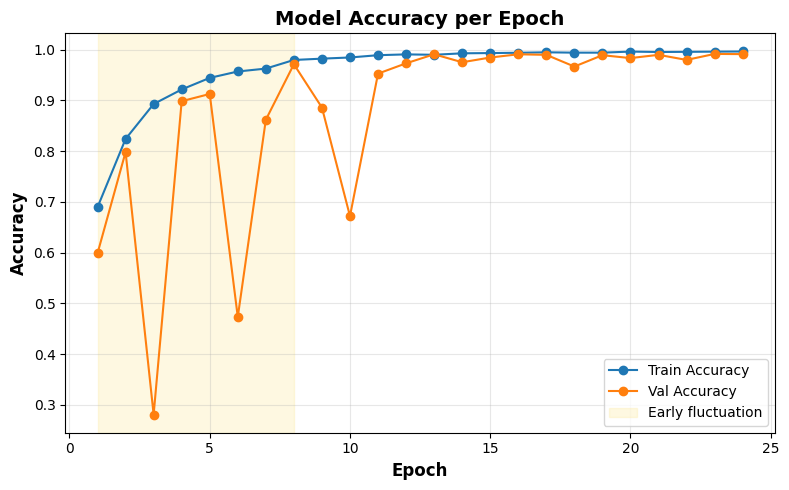 Model Accuracy per Epoch
Accuracy
1.0
0.9
0.8
0.7
0.6
0.5
0.4
0.3
Train Accuracy
Val Accuracy
Early fluctuation
0
5
10
15
20
25
Epoch